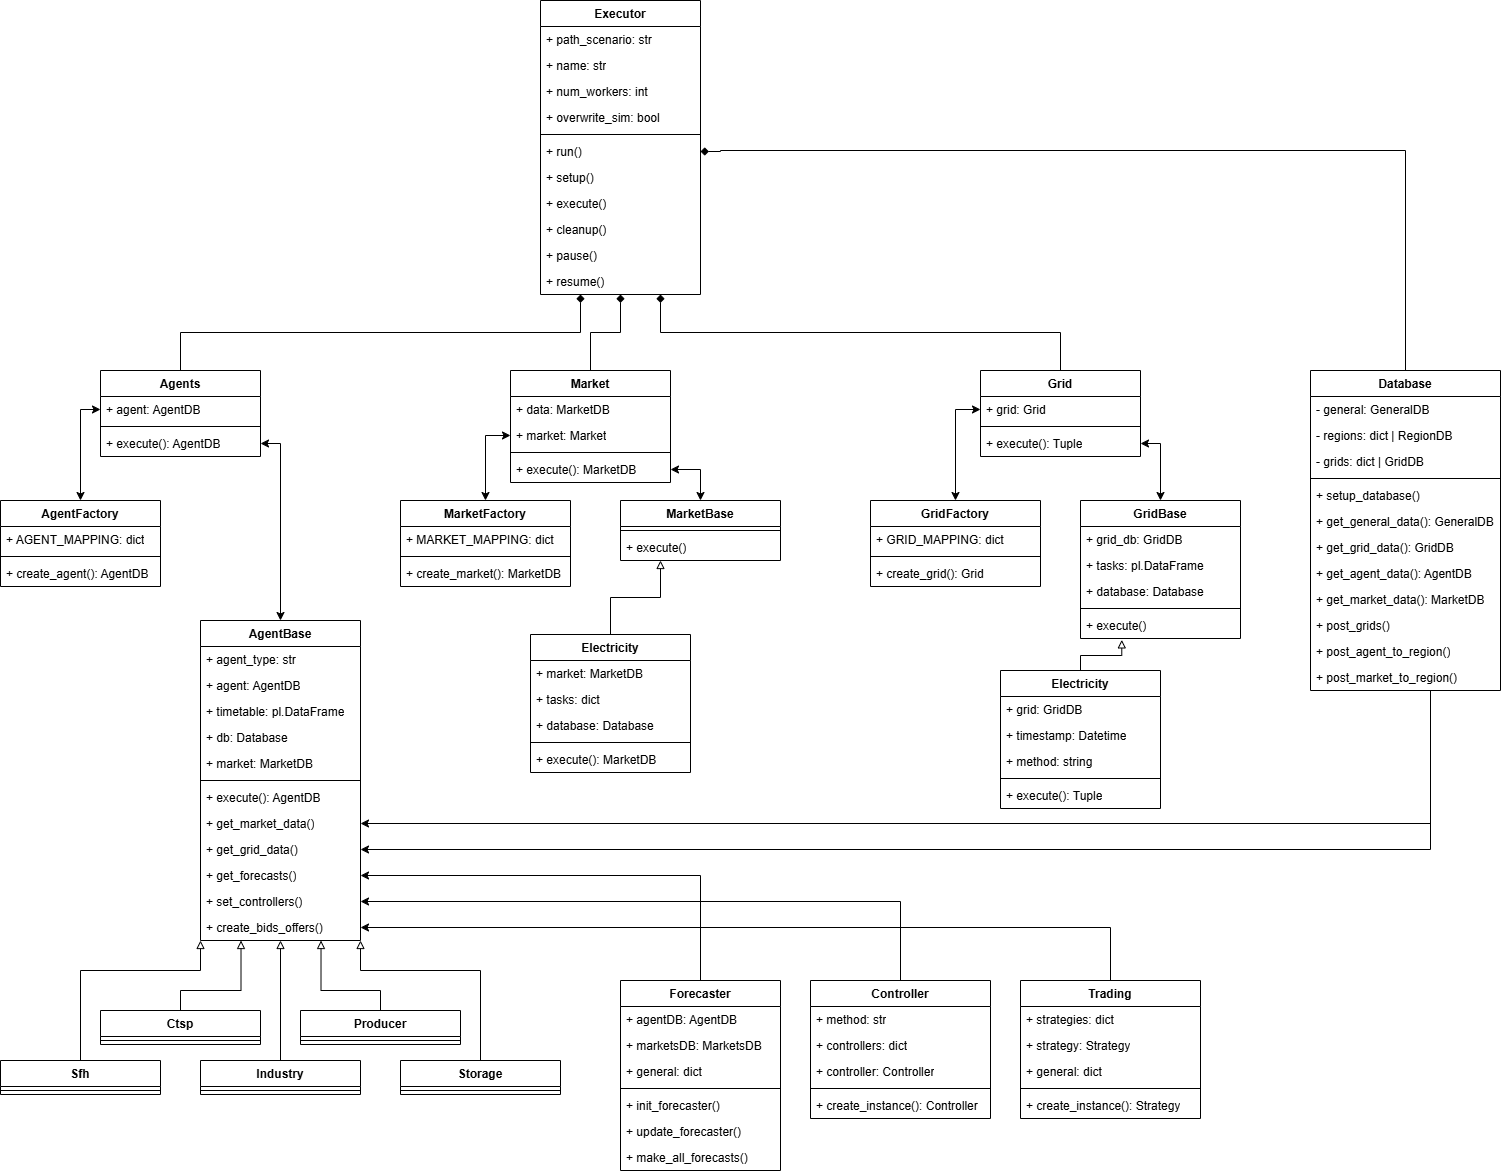 Executor
+ path_scenario: str
+ name: str
+ num_workers: int
+ overwrite_sim: bool
+ run()
+ setup()
+ execute()
+ cleanup()
+ pause()
+ resume()
Agents
+ agent: AgentDB
+ execute(): AgentDB
Market
+ data: MarketDB
+ market: Market
+ execute(): MarketDB
Grid
+ grid: Grid
+ execute(): Tuple
Database
- general: GeneralDB
- regions: dict | RegionDB
- grids: dict | GridDB
+ setup_database()
+ get_general_data(): GeneralDB
+ get_grid_data(): GridDB
+ get_agent_data(): AgentDB
+ get_market_data(): MarketDB
+ post_grids()
+ post_agent_to_region()
+ post_market_to_region()
AgentFactory
+ AGENT_MAPPING: dict
+ create_agent(): AgentDB
MarketFactory
+ MARKET_MAPPING: dict
+ create_market(): MarketDB
MarketBase
+ execute()
GridFactory
+ GRID_MAPPING: dict
+ create_grid(): Grid
GridBase
+ grid_db: GridDB
+ tasks: pl.DataFrame
+ database: Database
+ execute()
AgentBase
+ agent_type: str
+ agent: AgentDB
+ timetable: pl.DataFrame
+ db: Database
+ market: MarketDB
+ execute(): AgentDB
+ get_market_data()
+ get_grid_data()
+ get_forecasts()
+ set_controllers()
+ create_bids_offers()
Electricity
+ market: MarketDB
+ tasks: dict
+ database: Database
+ execute(): MarketDB
Electricity
+ grid: GridDB
+ timestamp: Datetime
+ method: string
+ execute(): Tuple
Ctsp
Producer
Sfh
Industry
Storage
Forecaster
+ agentDB: AgentDB
+ marketsDB: MarketsDB
+ general: dict
+ init_forecaster()
+ update_forecaster()
+ make_all_forecasts()
Controller
+ method: str
+ controllers: dict
+ controller: Controller
+ create_instance(): Controller
Trading
+ strategies: dict
+ strategy: Strategy
+ general: dict
+ create_instance(): Strategy